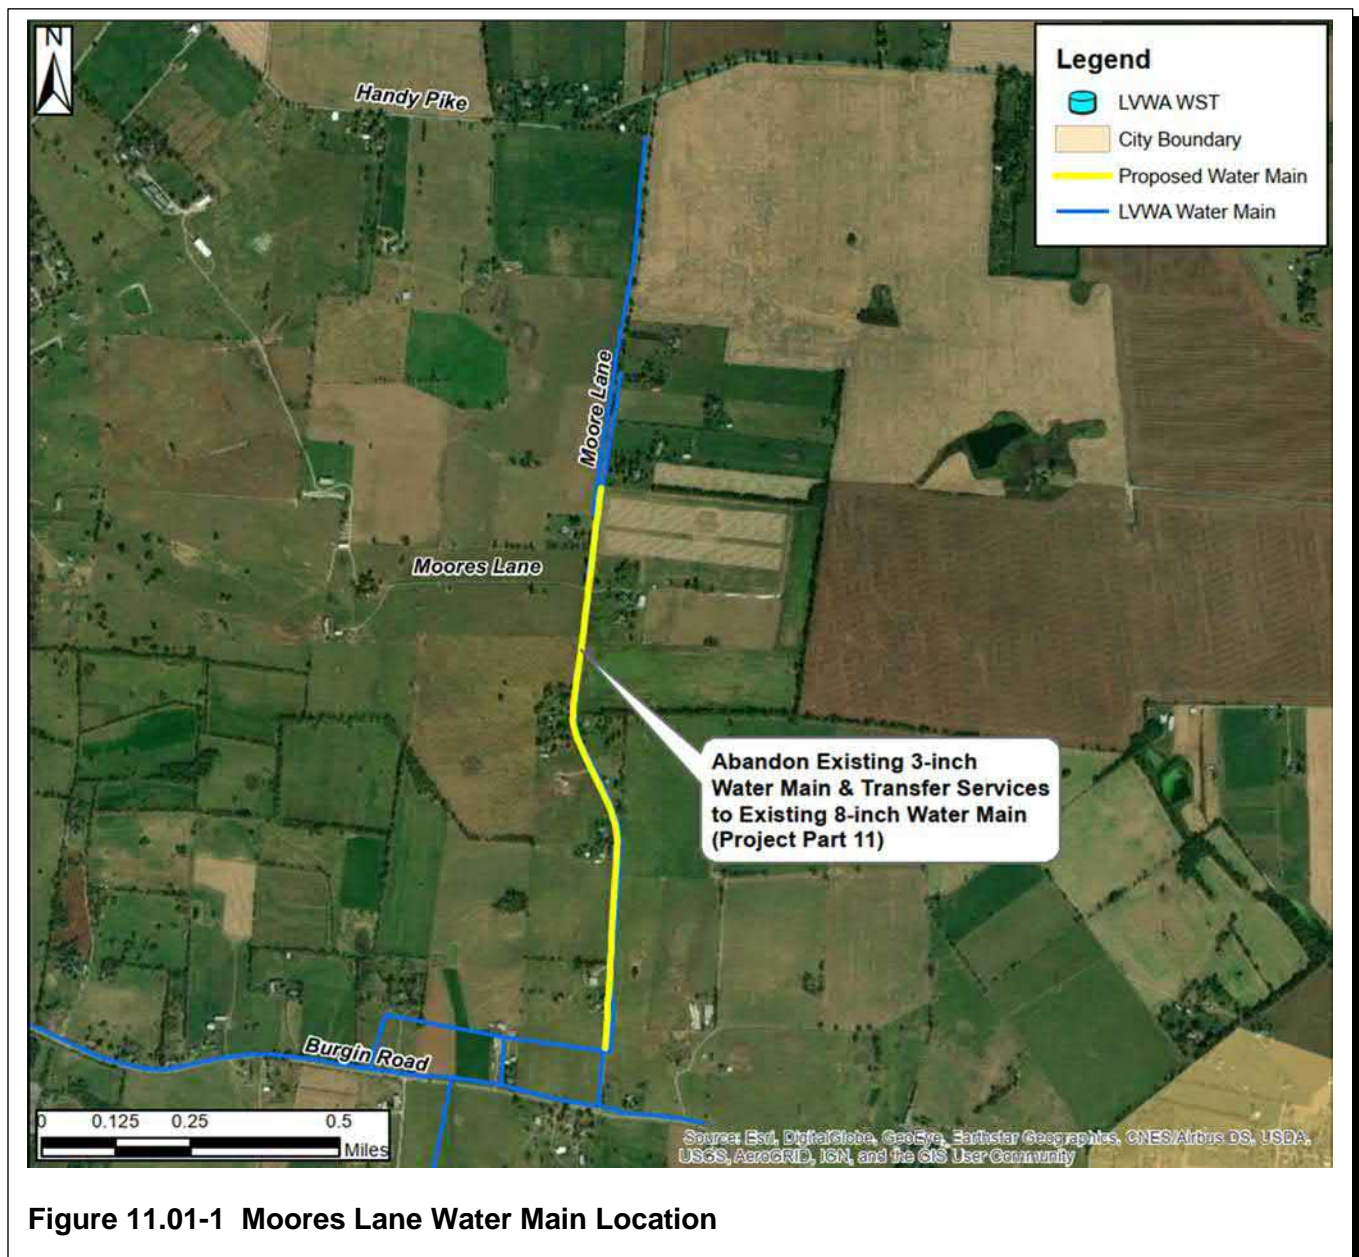 N
Legend
LVWA WST
City Boundary
Proposed Water Main
LVWA Water Main
Handy Pike
Moore Lane
Moores Lane
Abandon Existing 3-inch
Water Main & Transfer Services
to Existing 8-inch Water Main
(Project Part 11)
Burgin Road
0 0.125 0.25 0.5
Miles
Source: Esri, DigitalGlobe, GeoEye, Earthstar Geographics, CNES/Airbus DS, USDA,
USGS, AeroGRID, IGN, and the GIS User Community
Figure 11.01-1 Moores Lane Water Main Location